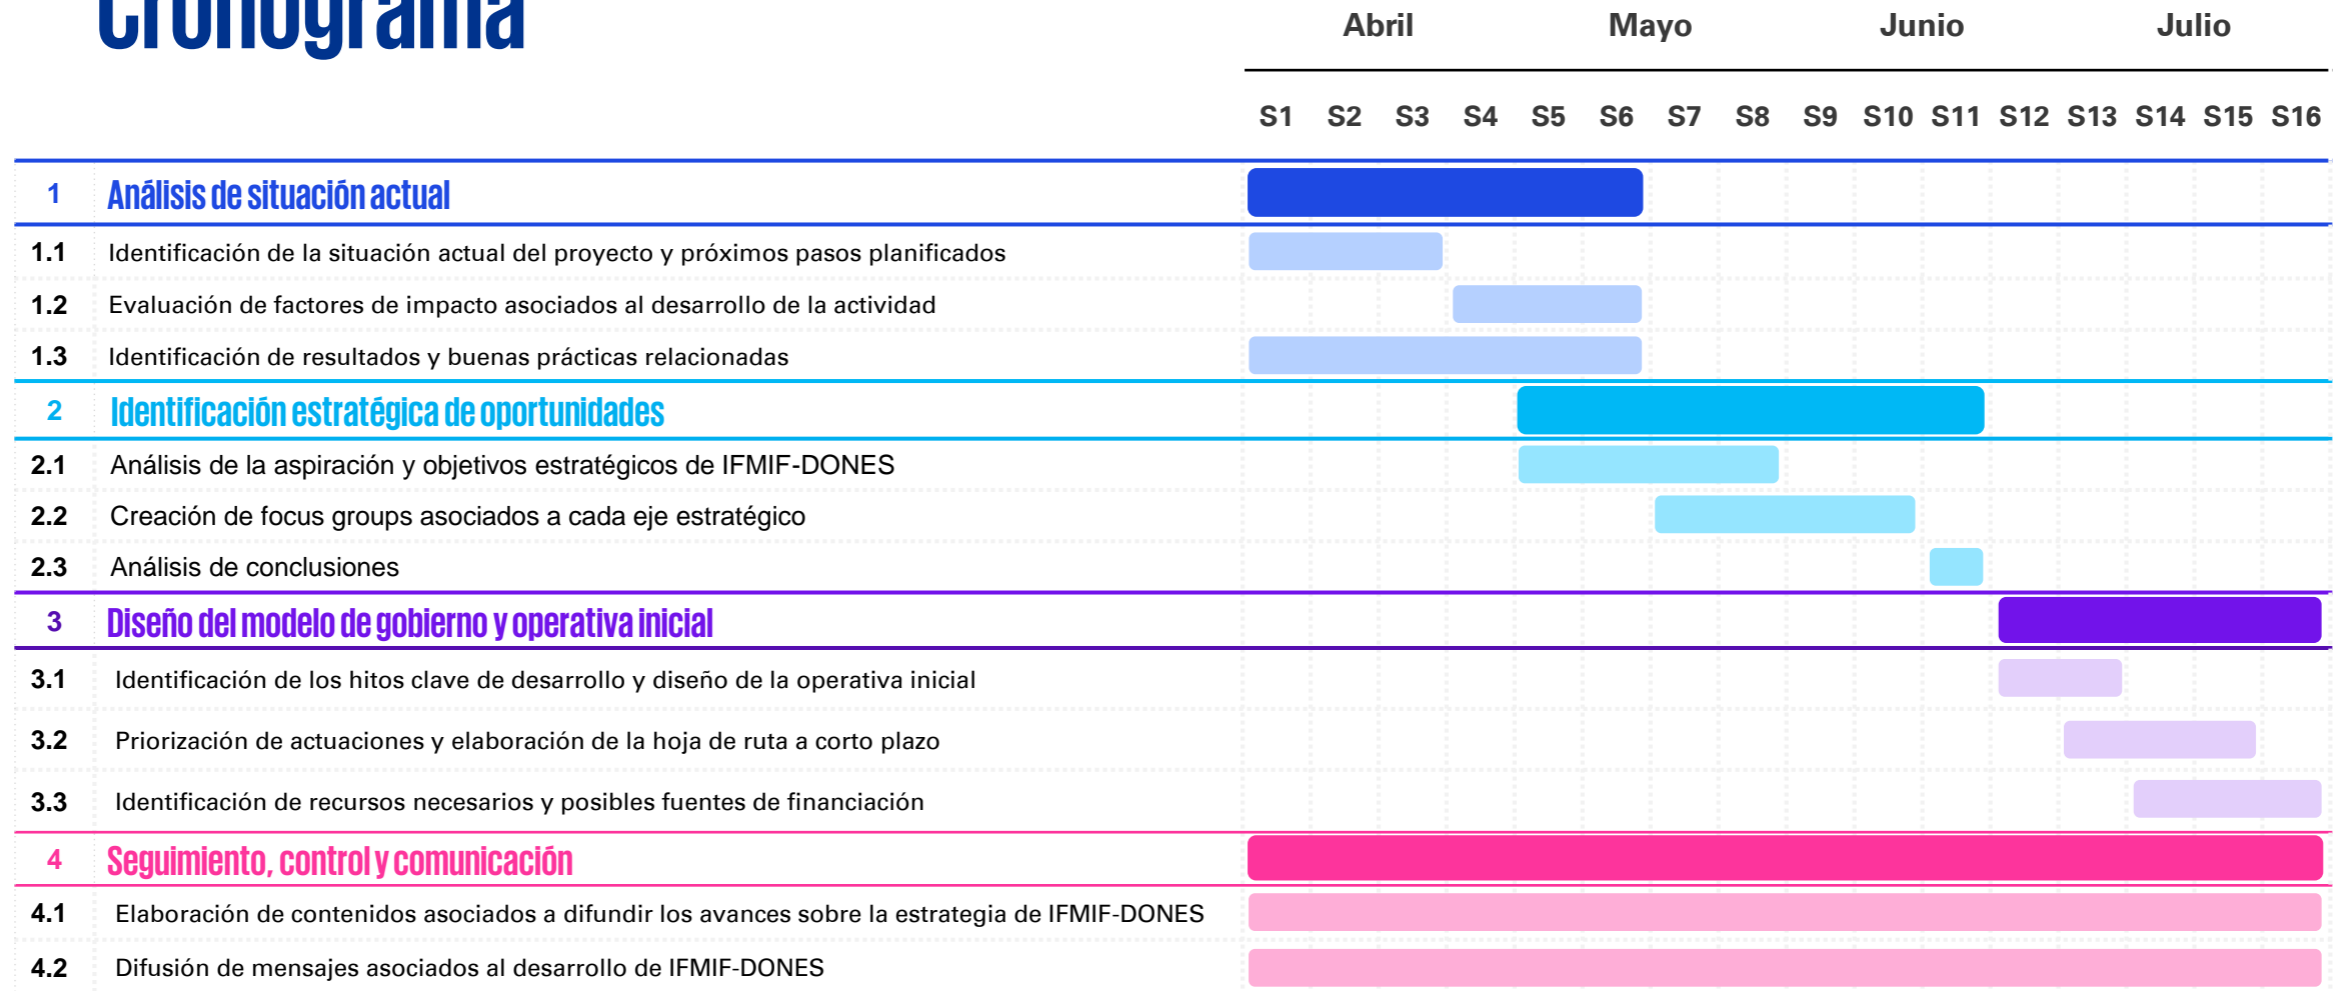 Cronograma
Abril Mayo Junio Julio
S1 S2 S3 S4 S5 S6 S7 S8 S9 S10 S11 S12 S13 S14 S15 S16
1 Análisis de situación actual
1.1 Identificación de la situación actual del proyecto y próximos pasos planificados
1.2 Evaluación de factores de impacto asociados al desarrollo de la actividad
1.3 Identificación de resultados y buenas prácticas relacionadas
2 Identificación estratégica de oportunidades
2.1 Análisis de la aspiración y objetivos estratégicos de IFMIF-DONES
2.2 Creación de focus groups asociados a cada eje estratégico
2.3 Análisis de conclusiones
3 Diseño del modelo de gobierno y operativa inicial
3.1 Identificación de los hitos clave de desarrollo y diseño de la operativa inicial
3.2 Priorización de actuaciones y elaboración de la hoja de ruta a corto plazo
3.3 Identificación de recursos necesarios y posibles fuentes de financiación
4 Seguimiento, control y comunicación
4.1 Elaboración de contenidos asociados a difundir los avances sobre la estrategia de IFMIF-DONES
4.2 Difusión de mensajes asociados al desarrollo de IFMIF-DONES